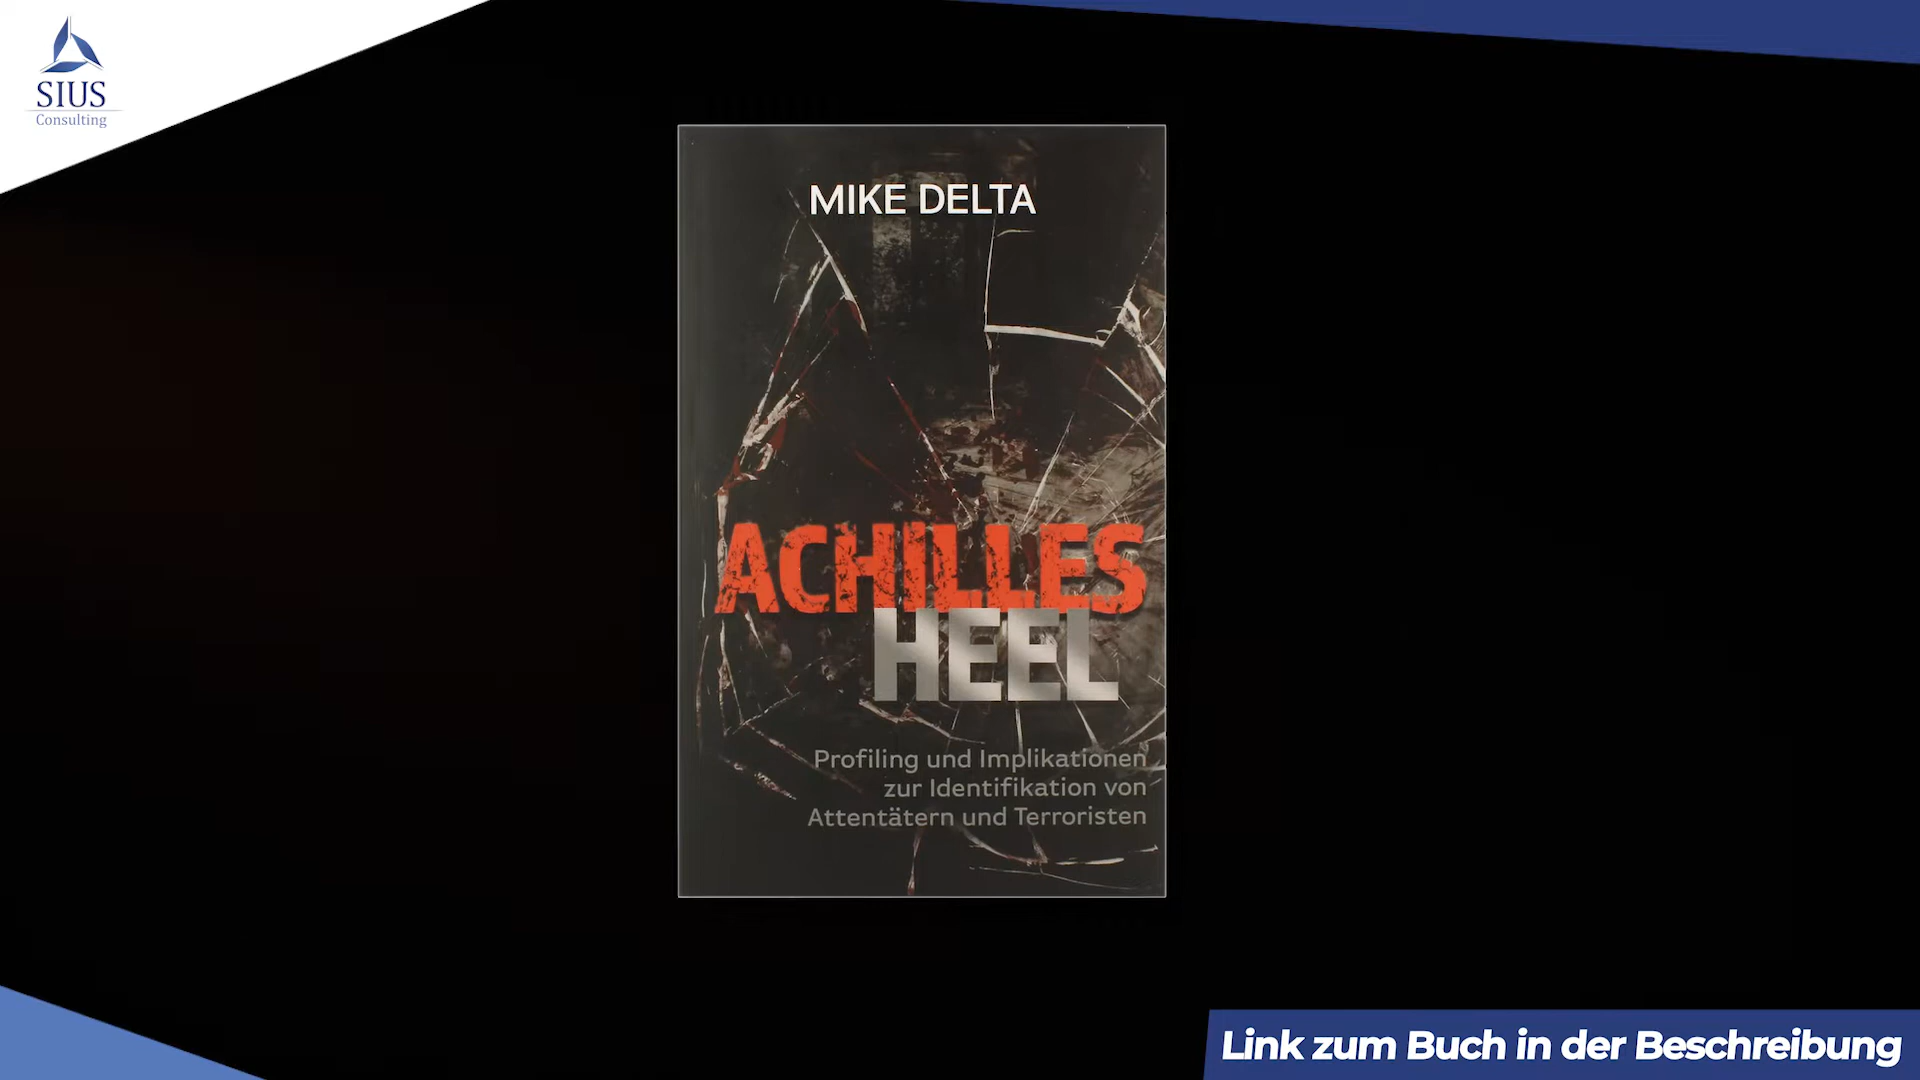 SIUS
Consulting
MIKE DELTA
ACHILLES
HEEL
Profiling und Implikationen
zur Identifikation von
Attentätern und Terroristen
Link zum Buch in der Beschreibung